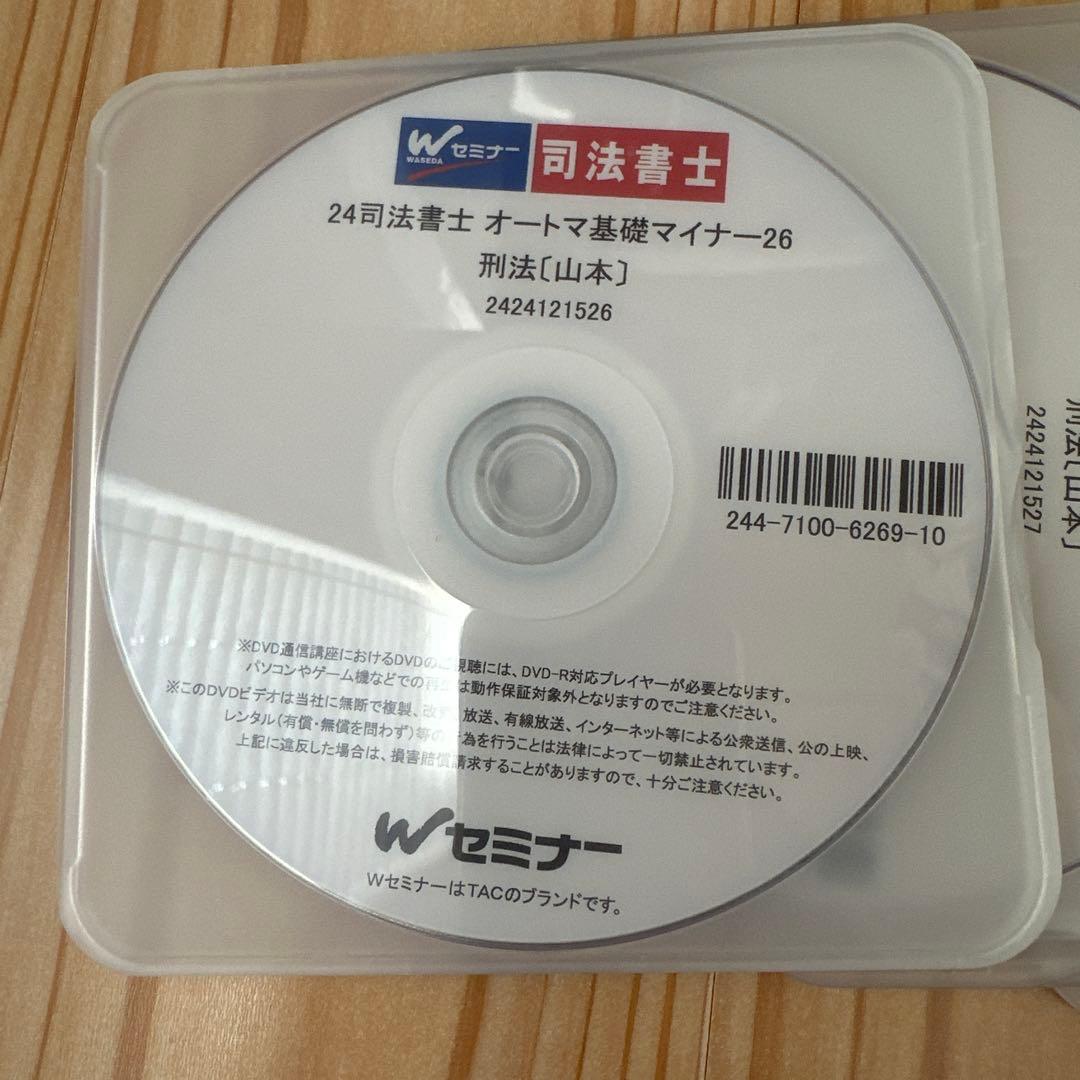 W セミナー
WASEDA
司法書士
24司法書士 オートマ基礎マイナー26
刑法〔山本〕
2424121526
244-7100-6269-10
※DVD通信講座におけるDVDのご視聴には、DVD-R対応プレイヤーが必要となります。
パソコンやゲーム機などでの再生は動作保証対象外となりますのでご注意ください。
※このDVDビデオは当社に無断で複製、改変、放送、有線放送、インターネット等による公衆送信、公の上映、
レンタル(有償・無償を問わず)等の行為を行うことは法律によって一切禁止されています。
上記に違反した場合は、損害賠償請求することがありますので、十分ご注意ください。
W セミナー
WセミナーはTACのブランドです。
刑法〔山本〕
2424121527